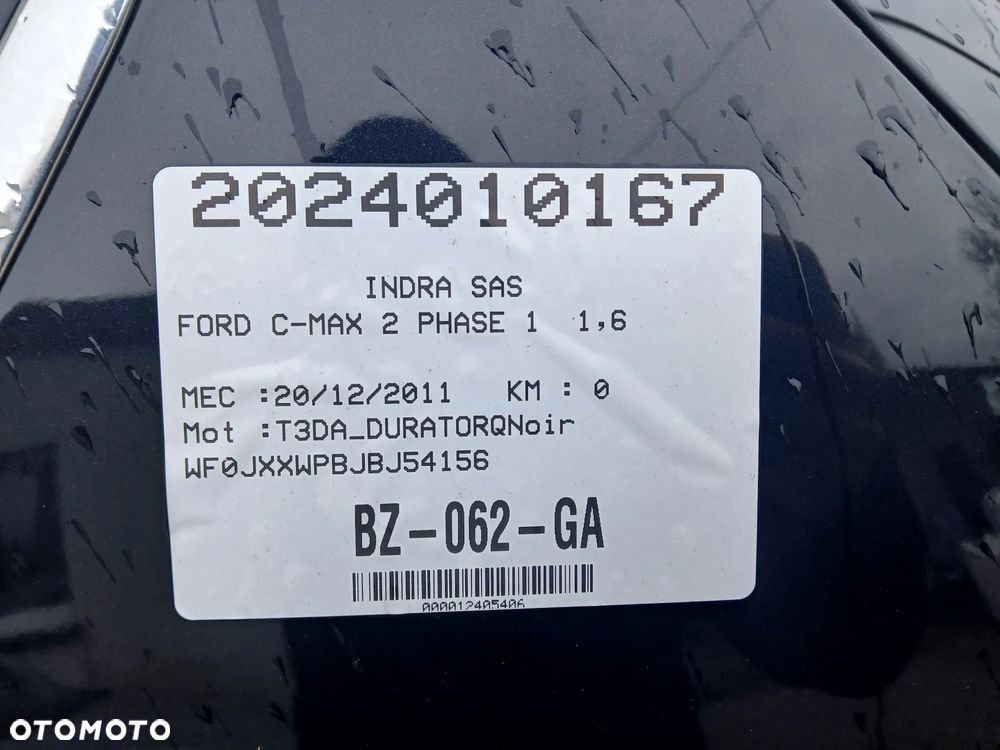 2024010167
INDRA SAS
FORD C-MAX 2 PHASE 1 1,6
MEC :20/12/2011 KM : 0
Mot :T3DA_DURATORQNoir
WF0JXXWPBJBJ54156
BZ-062-GA
000012405406
OTOMOTO